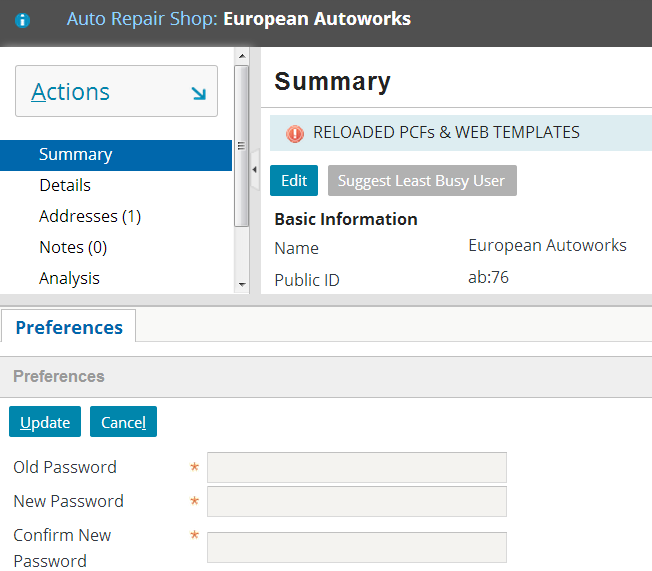 Auto Repair Shop: European Autoworks
Actions
Summary
Details
Addresses (1)
Notes (0)
Analysis
Summary
RELOADED PCFs & WEB TEMPLATES
Edit
Suggest Least Busy User
Basic Information
Name European Autoworks
Public ID ab:76
Preferences
Preferences
Update Cancel
Old Password *
New Password *
Confirm New *
Password